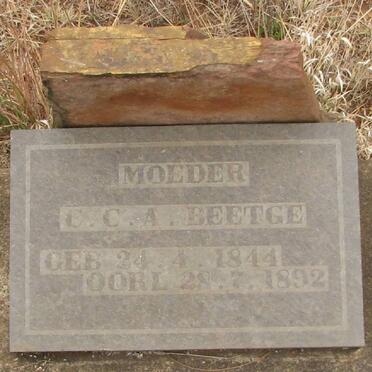 MOEDER
C. C. A. BEETGE
GEB 24. 4. 1844
OORL 28. 7. 1892